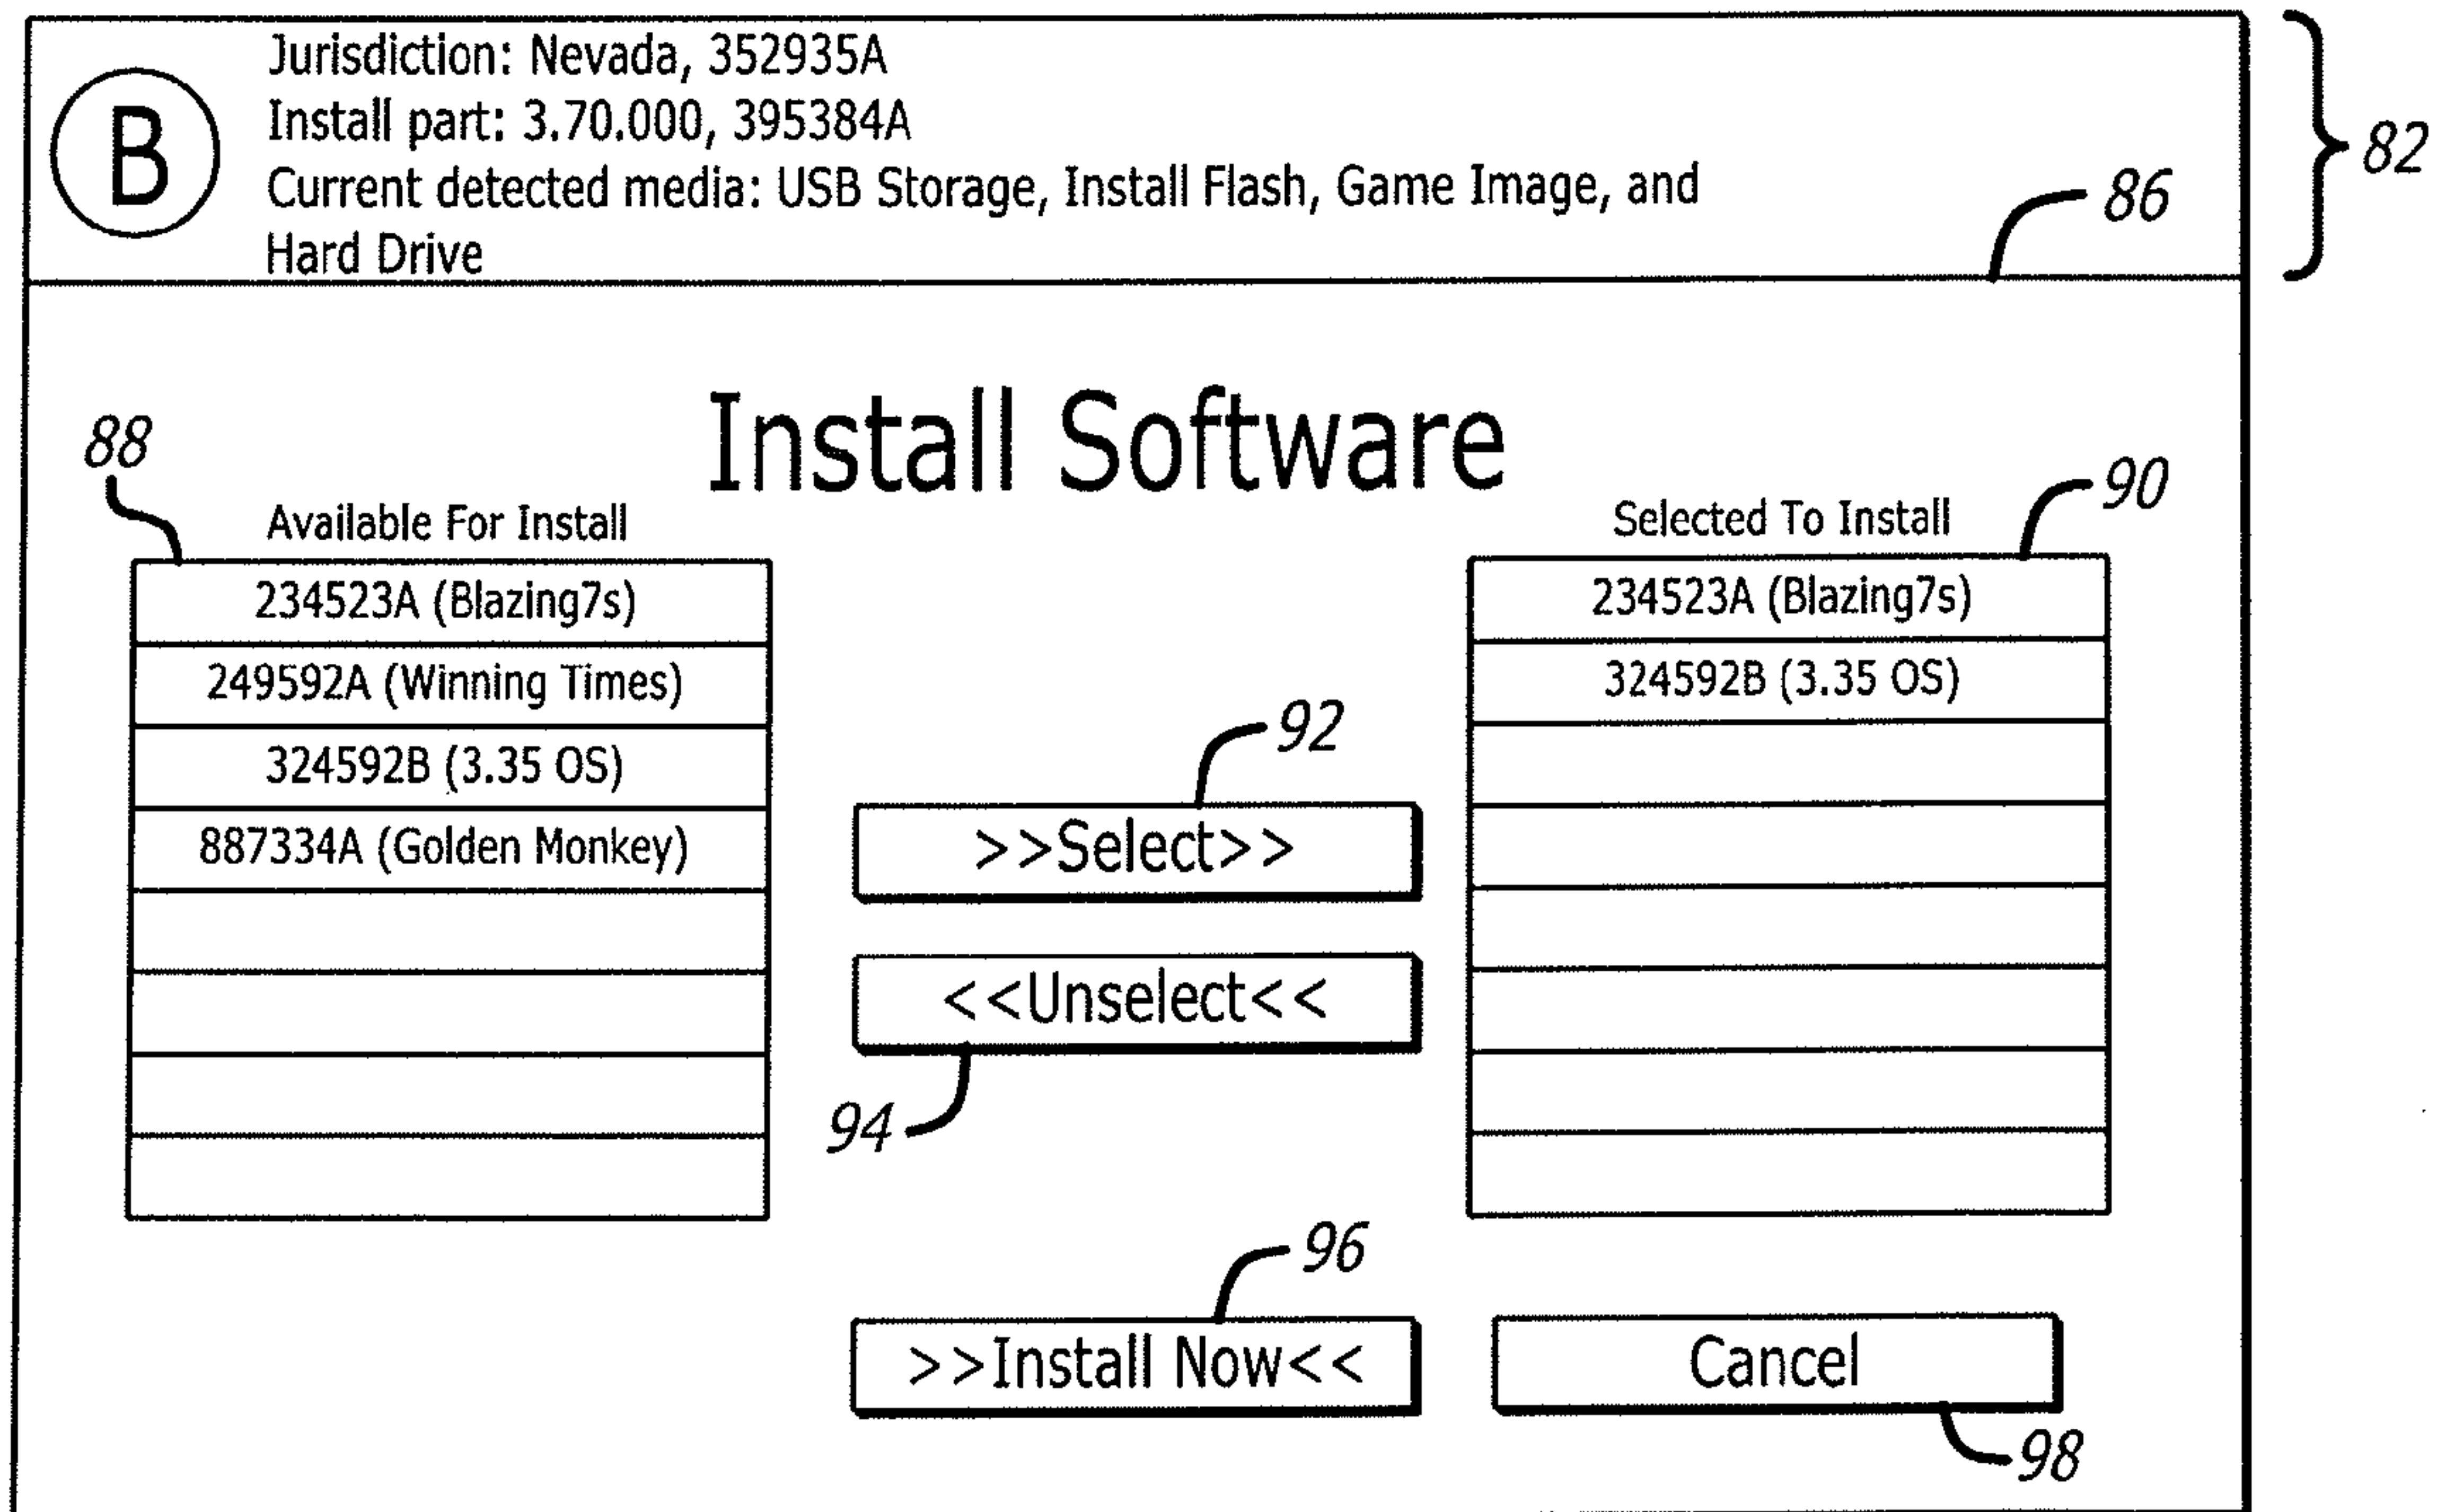 B
Jurisdiction: Nevada, 352935A
Install part: 3.70.000, 395384A
Current detected media: USB Storage, Install Flash, Game Image, and
Hard Drive
82
86
Install Software
88
Available For Install
234523A (Blazing7s)
249592A (Winning Times)
324592B (3.35 OS)
887334A (Golden Monkey)
90
Selected To Install
234523A (Blazing7s)
324592B (3.35 OS)
92
>>Select>>
<<Unselect<<
94
96
>>Install Now<<
Cancel
98